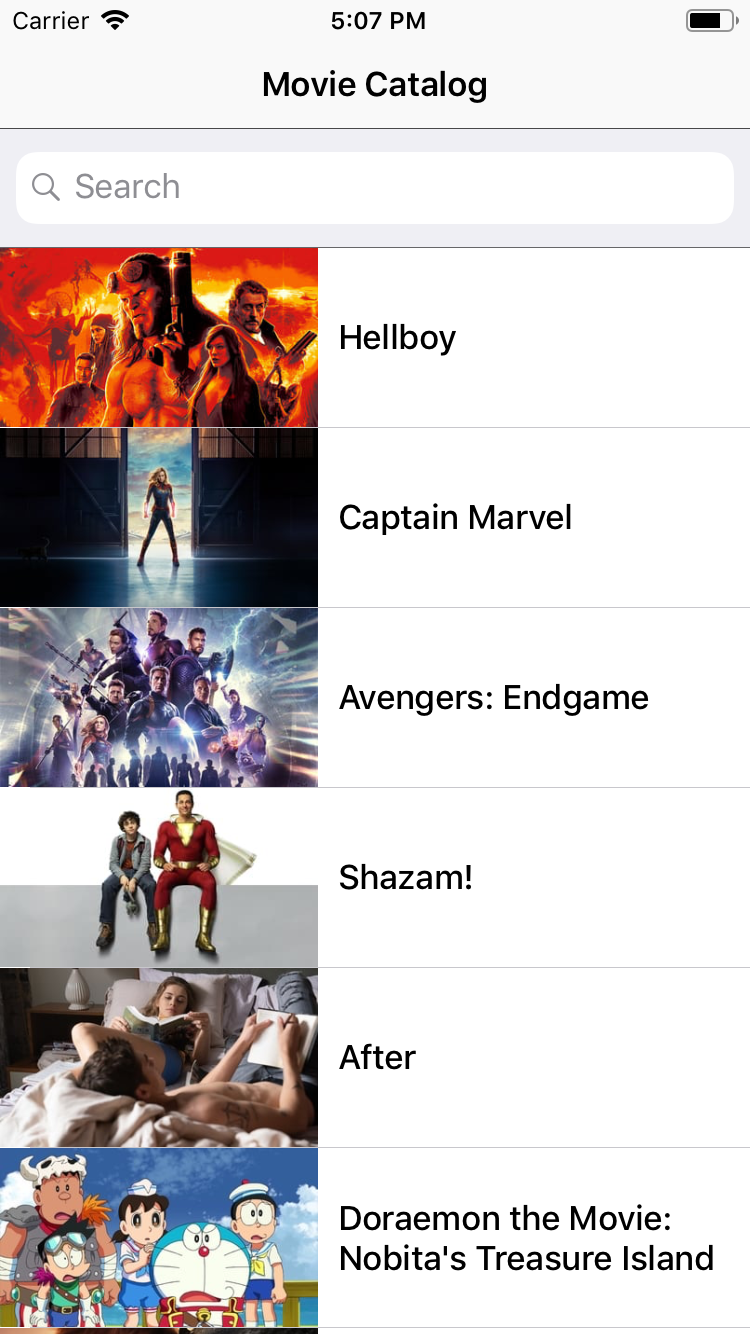 Carrier 5:07 PM
Movie Catalog
Search
Hellboy
Captain Marvel
Avengers: Endgame
Shazam!
After
Doraemon the Movie:
Nobita's Treasure Island